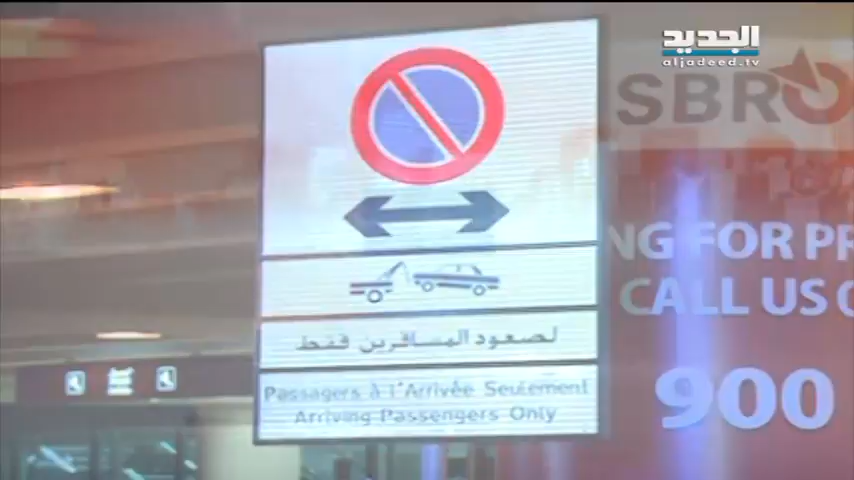 الجديد
aljadeed.tv
SBRO
NG FOR PR
CALL US O
900
لصعود المسافرين فقط
Passagers à l'Arrivée Seulement
Arriving Passengers Only